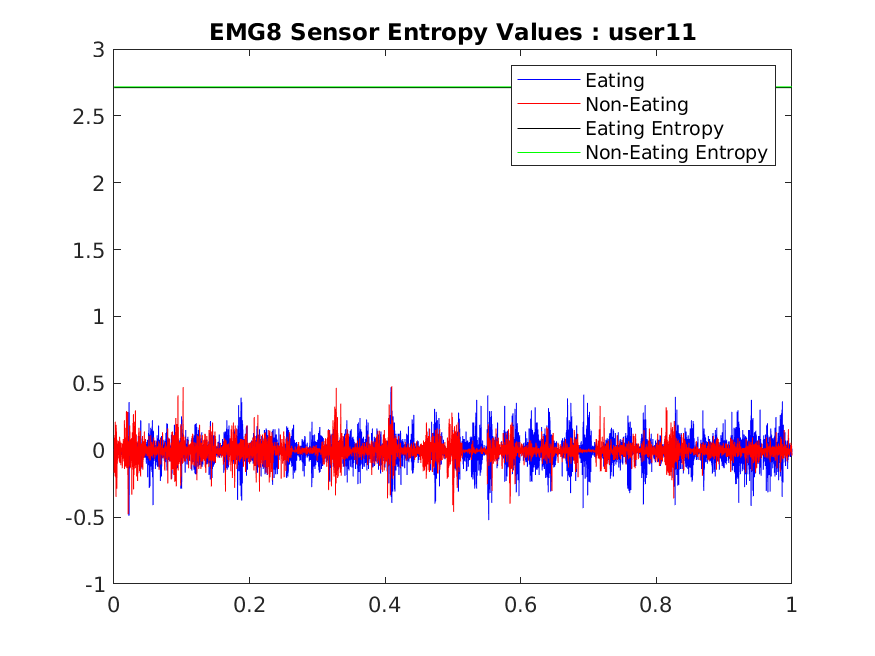 EMG8 Sensor Entropy Values : user11
3
2.5
2
1.5
1
0.5
0
-0.5
-1
Eating
Non-Eating
Eating Entropy
Non-Eating Entropy
0 0.2 0.4 0.6 0.8 1